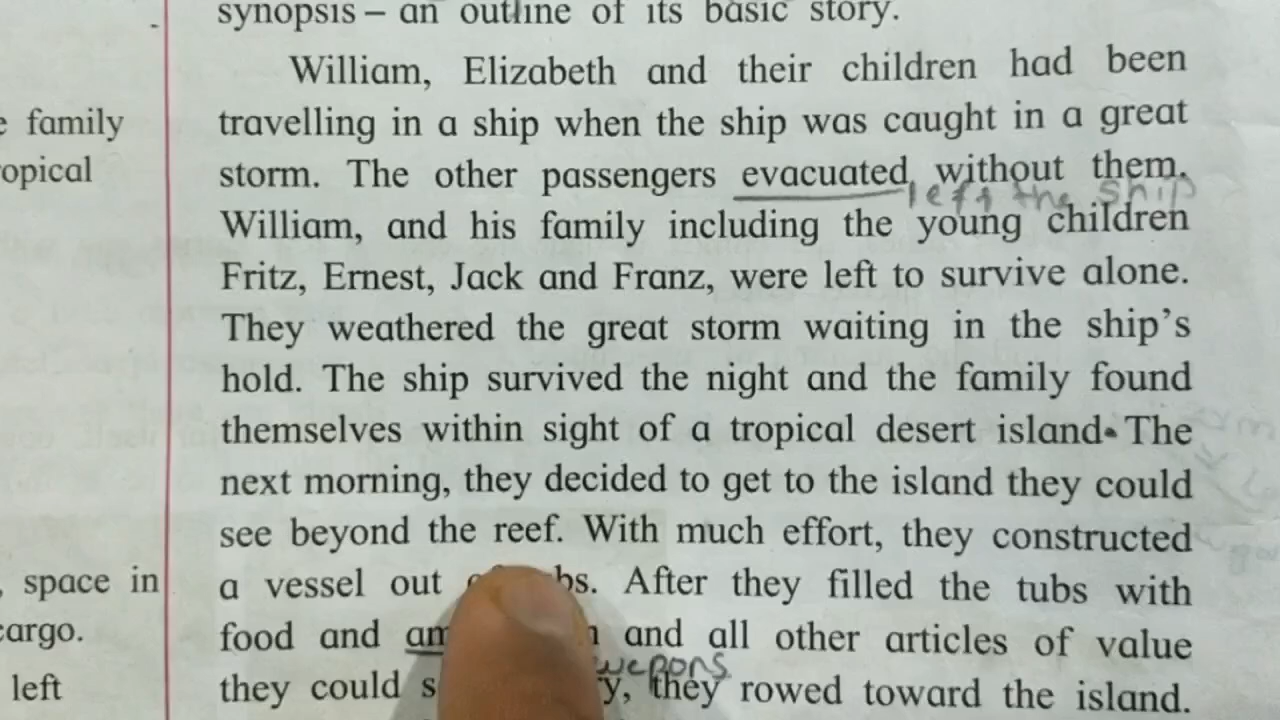 synopsis – an outline of its basic story.
William, Elizabeth and their children had been
e family
travelling in a ship when the ship was caught in a great
opical
storm. The other passengers evacuated without them.
left the ship
William, and his family including the young children
Fritz, Ernest, Jack and Franz, were left to survive alone.
They weathered the great storm waiting in the ship's
hold. The ship survived the night and the family found
themselves within sight of a tropical desert island. The
next morning, they decided to get to the island they could
see beyond the reef. With much effort, they constructed
, space in
a vessel out bs. After they filled the tubs with
cargo.
food and am n and all other articles of value
wepons
left
they could s y, they rowed toward the island.